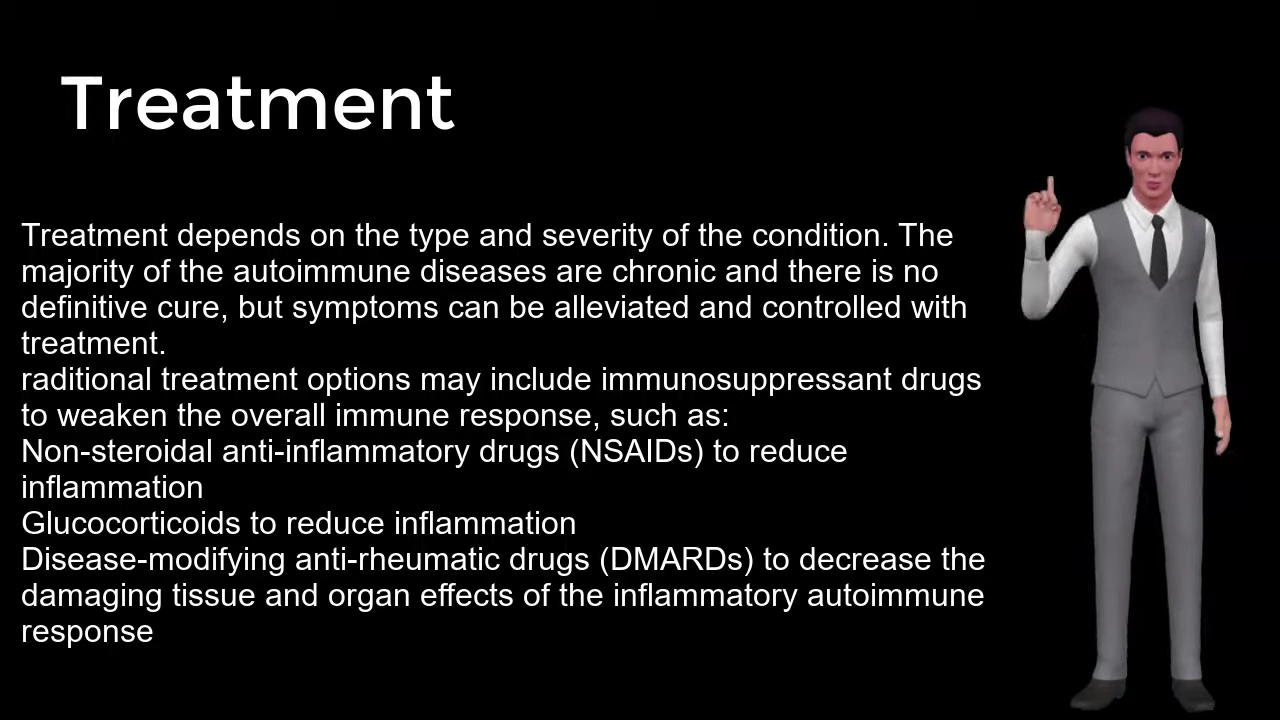 Treatment
Treatment depends on the type and severity of the condition. The
majority of the autoimmune diseases are chronic and there is no
definitive cure, but symptoms can be alleviated and controlled with
treatment.
raditional treatment options may include immunosuppressant drugs
to weaken the overall immune response, such as:
Non-steroidal anti-inflammatory drugs (NSAIDs) to reduce
inflammation
Glucocorticoids to reduce inflammation
Disease-modifying anti-rheumatic drugs (DMARDs) to decrease the
damaging tissue and organ effects of the inflammatory autoimmune
response